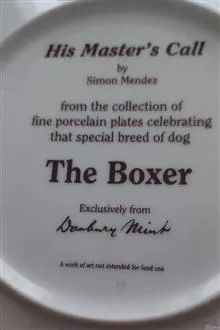 His Master's Call
by
Simon Mendez
from the collection of
fine porcelain plates celebrating
that special breed of dog
The Boxer
Exclusively from
Danbury Mint
A work of art not intended for food use